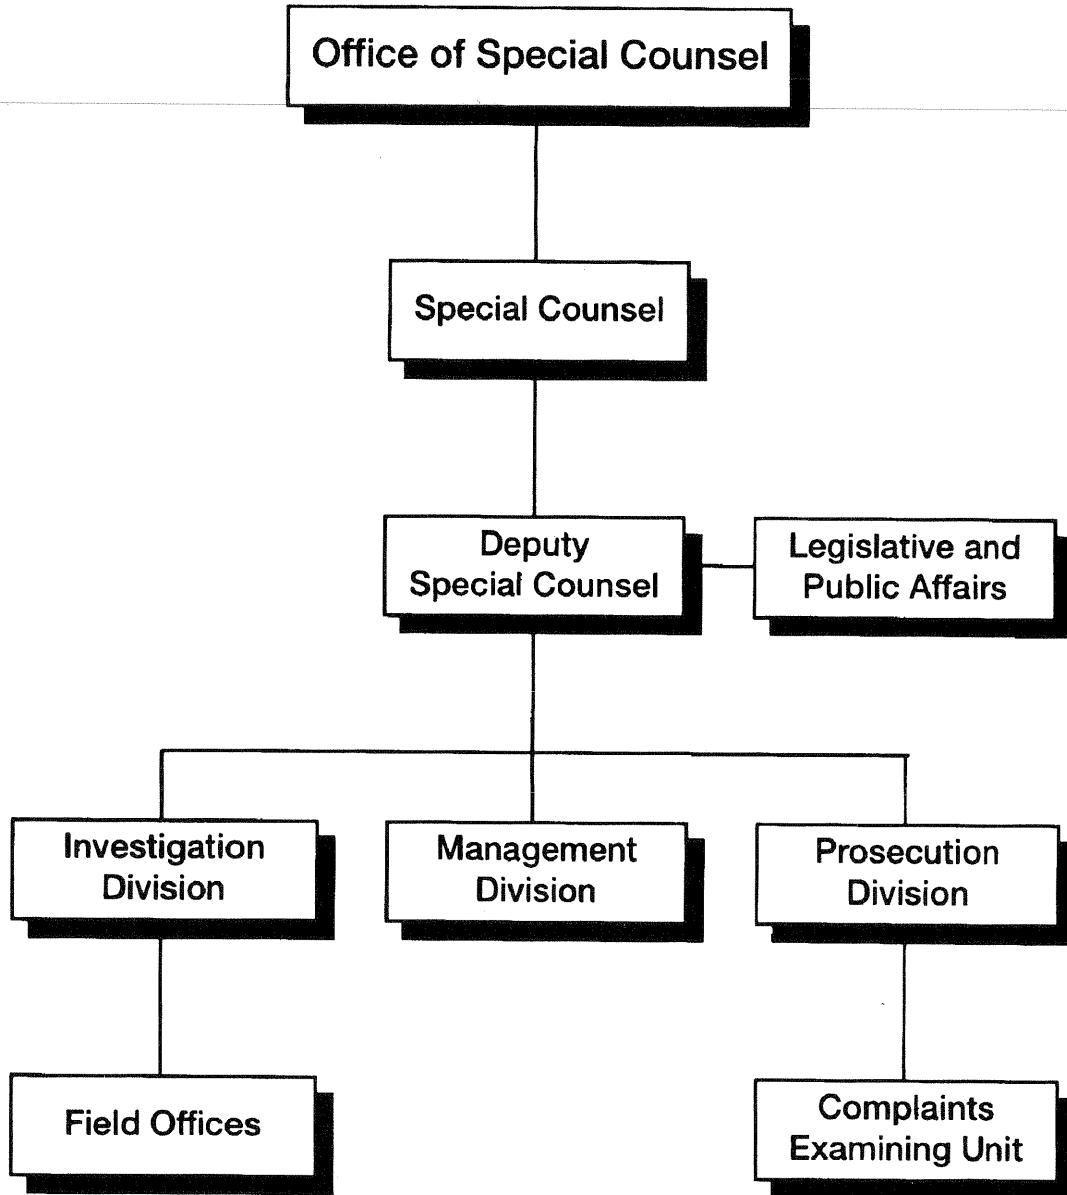 Office of Special Counsel
Special Counsel
Deputy
Special Counsel
Legislative and
Public Affairs
Investigation
Division
Management
Division
Prosecution
Division
Field Offices
Complaints
Examining Unit